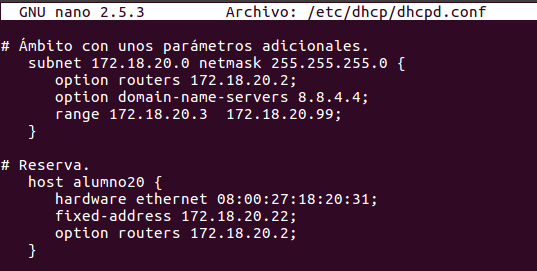 GNU nano 2.5.3 Archivo: /etc/dhcp/dhcpd.conf
# Ámbito con unos parámetros adicionales.
subnet 172.18.20.0 netmask 255.255.255.0 {
option routers 172.18.20.2;
option domain-name-servers 8.8.4.4;
range 172.18.20.3  172.18.20.99;
}
# Reserva.
host alumno20 {
hardware ethernet 08:00:27:18:20:31;
fixed-address 172.18.20.22;
option routers 172.18.20.2;
}